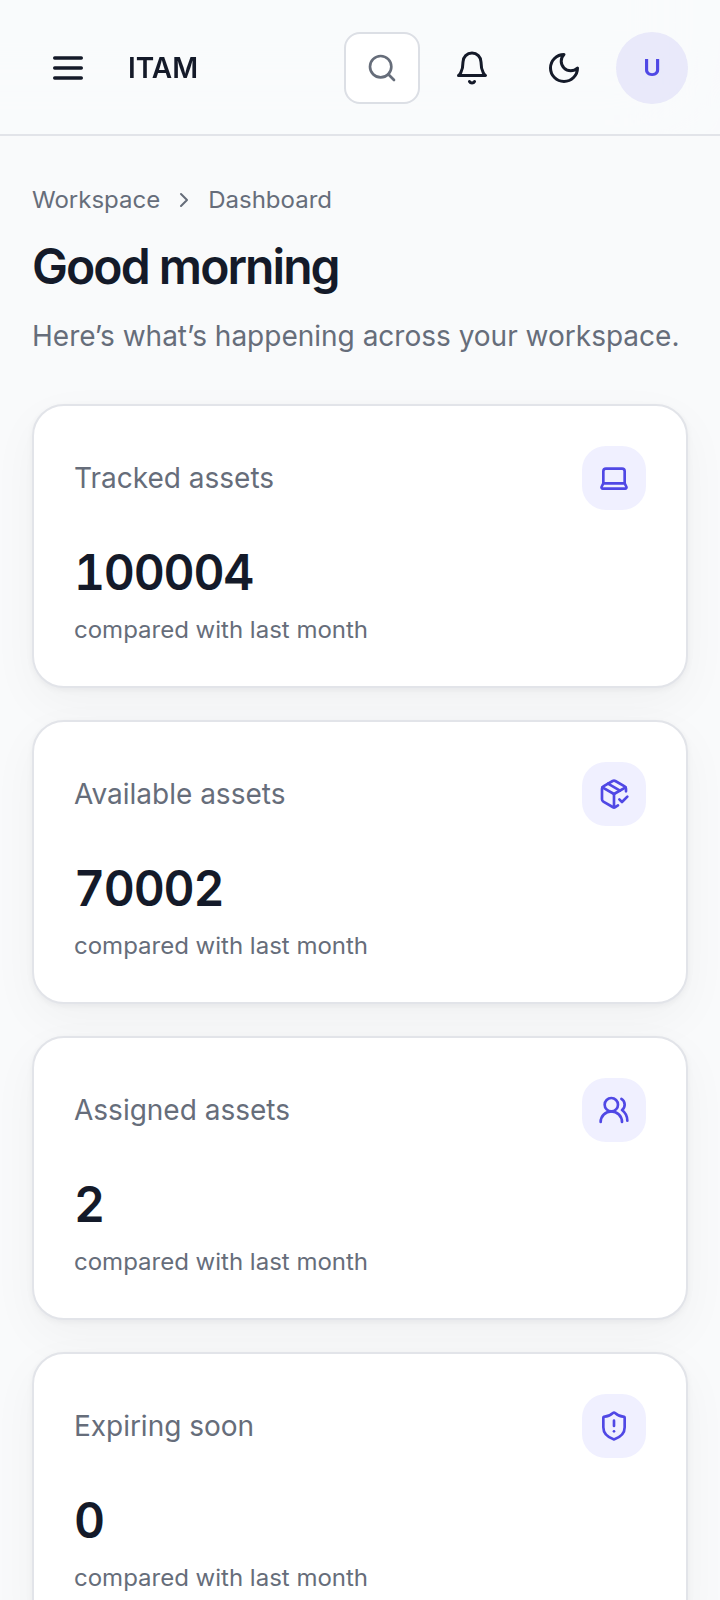 ITAM
U
Workspace > Dashboard
Good morning
Here’s what’s happening across your workspace.
Tracked assets
100004
compared with last month
Available assets
70002
compared with last month
Assigned assets
2
compared with last month
Expiring soon
0
compared with last month